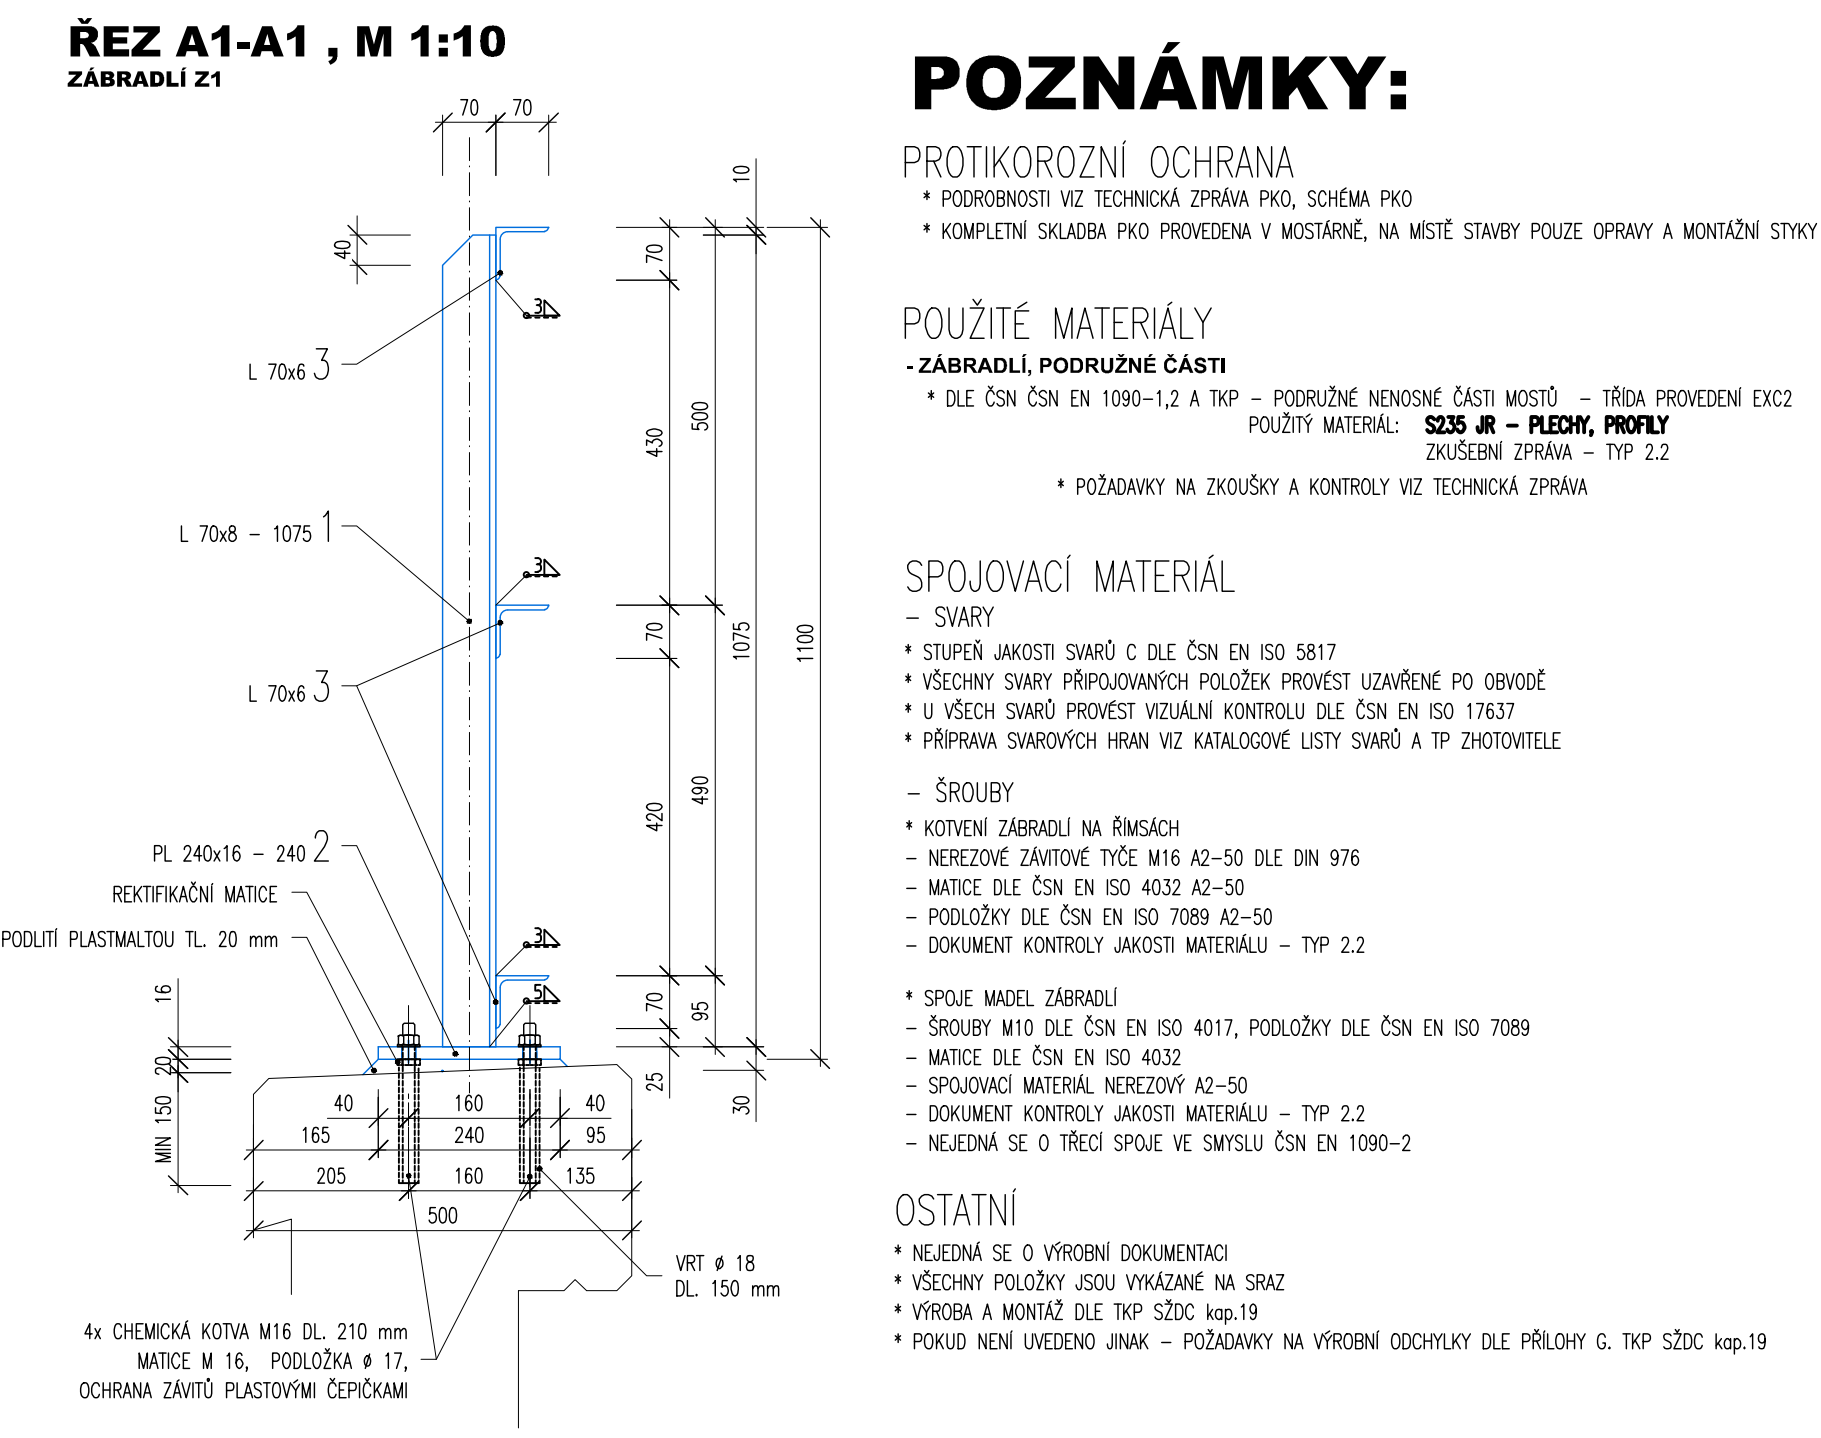 ŘEZ A1-A1 , M 1:10
ZÁBRADLÍ Z1
70
70
10
40
70
3
L 70x6 3
500
430
L 70x8 – 1075 1
3
70
1075
1100
L 70x6 3
490
420
PL 240x16 – 240 2
REKTIFIKAČNÍ MATICE
PODLITÍ PLASTMALTOU TL. 20 mm
3
5
16
70
95
20
25
30
MIN 150
40
160
40
165
240
95
205
160
135
500
VRT ø 18
DL. 150 mm
4x CHEMICKÁ KOTVA M16 DL. 210 mm
MATICE M 16, PODLOŽKA ø 17,
OCHRANA ZÁVITŮ PLASTOVÝMI ČEPIČKAMI
POZNÁMKY:
PROTIKOROZNÍ OCHRANA
* PODROBNOSTI VIZ TECHNICKÁ ZPRÁVA PKO, SCHÉMA PKO
* KOMPLETNÍ SKLADBA PKO PROVEDENA V MOSTÁRNĚ, NA MÍSTĚ STAVBY POUZE OPRAVY A MONTÁŽNÍ STYKY
POUŽITÉ MATERIÁLY
- ZÁBRADLÍ, PODRUŽNÉ ČÁSTI
* DLE ČSN ČSN EN 1090–1,2 A TKP – PODRUŽNÉ NENOSNÉ ČÁSTI MOSTŮ – TŘÍDA PROVEDENÍ EXC2
POUŽITÝ MATERIÁL: S235 JR – PLECHY, PROFILY
ZKUŠEBNÍ ZPRÁVA – TYP 2.2
* POŽADAVKY NA ZKOUŠKY A KONTROLY VIZ TECHNICKÁ ZPRÁVA
SPOJOVACÍ MATERIÁL
– SVARY
* STUPEŇ JAKOSTI SVARŮ C DLE ČSN EN ISO 5817
* VŠECHNY SVARY PŘIPOJOVANÝCH POLOŽEK PROVÉST UZAVŘENÉ PO OBVODĚ
* U VŠECH SVARŮ PROVÉST VIZUÁLNÍ KONTROLU DLE ČSN EN ISO 17637
* PŘÍPRAVA SVAROVÝCH HRAN VIZ KATALOGOVÉ LISTY SVARŮ A TP ZHOTOVITELE
– ŠROUBY
* KOTVENÍ ZÁBRADLÍ NA ŘÍMSÁCH
– NEREZOVÉ ZÁVITOVÉ TYČE M16 A2–50 DLE DIN 976
– MATICE DLE ČSN EN ISO 4032 A2–50
– PODLOŽKY DLE ČSN EN ISO 7089 A2–50
– DOKUMENT KONTROLY JAKOSTI MATERIÁLU – TYP 2.2
* SPOJE MADEL ZÁBRADLÍ
– ŠROUBY M10 DLE ČSN EN ISO 4017, PODLOŽKY DLE ČSN EN ISO 7089
– MATICE DLE ČSN EN ISO 4032
– SPOJOVACÍ MATERIÁL NEREZOVÝ A2–50
– DOKUMENT KONTROLY JAKOSTI MATERIÁLU – TYP 2.2
– NEJEDNÁ SE O TŘECÍ SPOJE VE SMYSLU ČSN EN 1090–2
OSTATNÍ
* NEJEDNÁ SE O VÝROBNÍ DOKUMENTACI
* VŠECHNY POLOŽKY JSOU VYKÁZANÉ NA SRAZ
* VÝROBA A MONTÁŽ DLE TKP SŽDC kap.19
* POKUD NENÍ UVEDENO JINAK – POŽADAVKY NA VÝROBNÍ ODCHYLKY DLE PŘÍLOHY G. TKP SŽDC kap.19